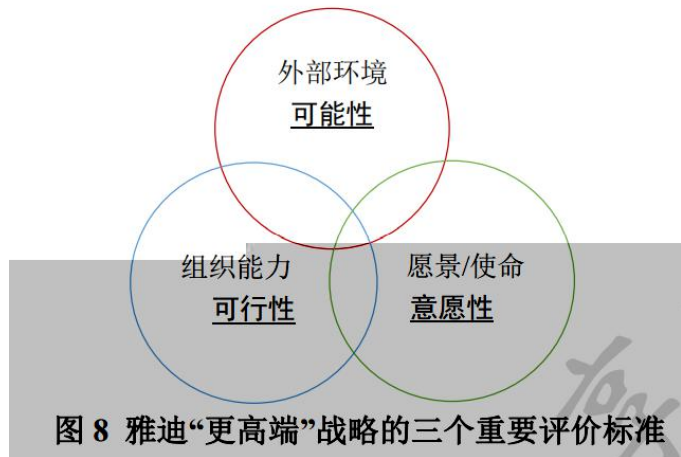 外部环境
可能性
组织能力
可行性
愿景/使命
意愿性
图 8 雅迪“更高端”战略的三个重要评价标准